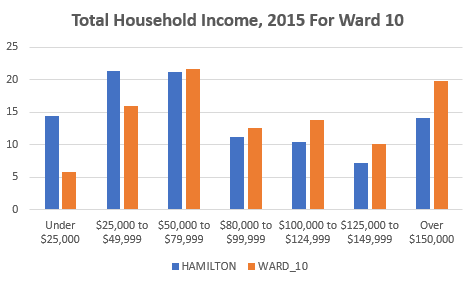 Total Household Income, 2015 For Ward 10
25
20
15
10
5
0
Under
$25,000
$25,000 to
$49,999
$50,000 to
$79,999
$80,000 to
$99,999
$100,000 to
$124,999
$125,000 to
$149,999
Over
$150,000
HAMILTON
WARD_10